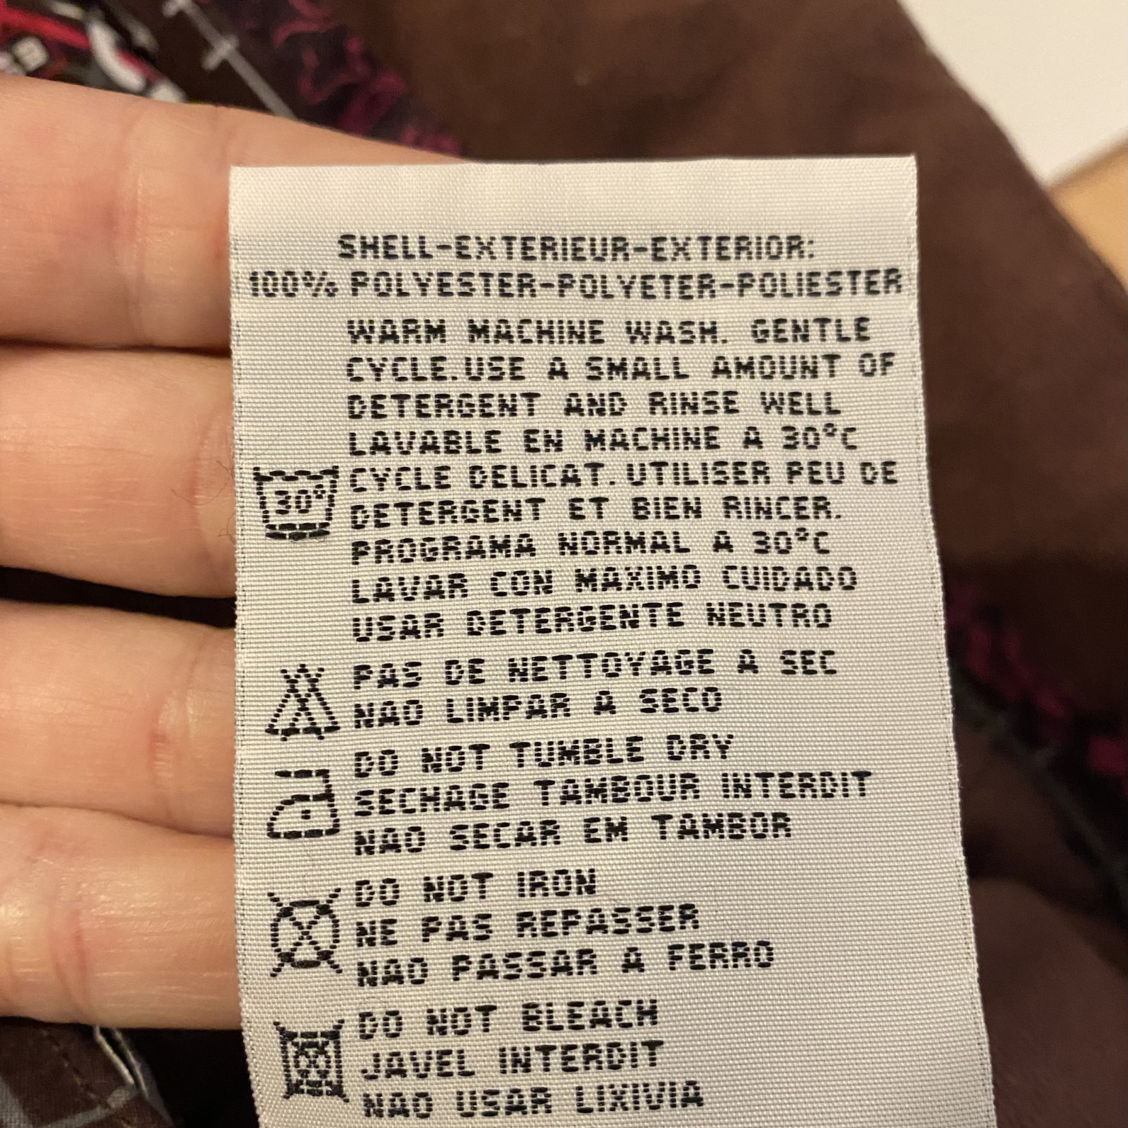 SHELL-EXTERIEUR-EXTERIOR:
100% POLYESTER-POLYETER-POLIESTER
WARM MACHINE WASH. GENTLE
CYCLE.USE A SMALL AMOUNT OF
DETERGENT AND RINSE WELL
LAVABLE EN MACHINE A 30°C
CYCLE DELICAT.UTILISER PEU DE
30°
DETERGENT ET BIEN RINCER.
PROGRAMA NORMAL A 30°C
LAVAR CON MAXIMO CUIDADO
USAR DETERGENTE NEUTRO
PAS DE NETTOYAGE A SEC
NAO LIMPAR A SECO
DO NOT TUMBLE DRY
SECHAGE TAMBOUR INTERDIT
NAO SECAR EM TAMBOR
DO NOT IRON
NE PAS REPASSER
NAO PASSAR A FERRO
DO NOT BLEACH
JAVEL INTERDIT
NAO USAR LIXIVIA